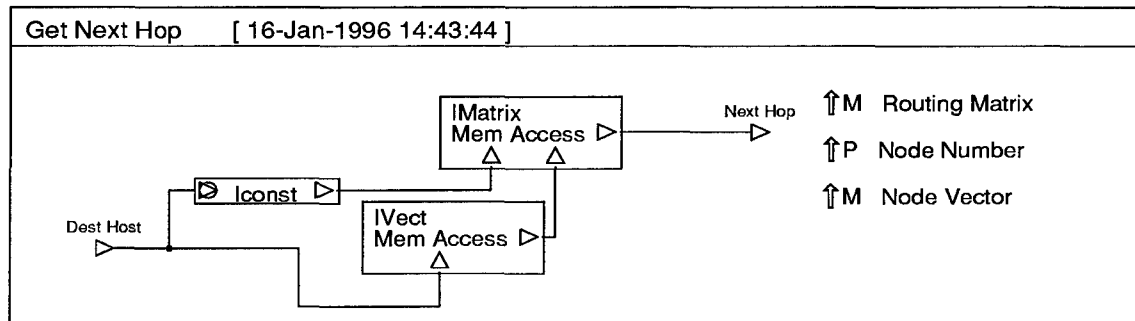 Get Next Hop [ 16-Jan-1996 14:43:44 ]
IMatrix
Mem Access
Next Hop
⇑M Routing Matrix
⇑P Node Number
⇑M Node Vector
Iconst
Dest Host
IVect
Mem Access